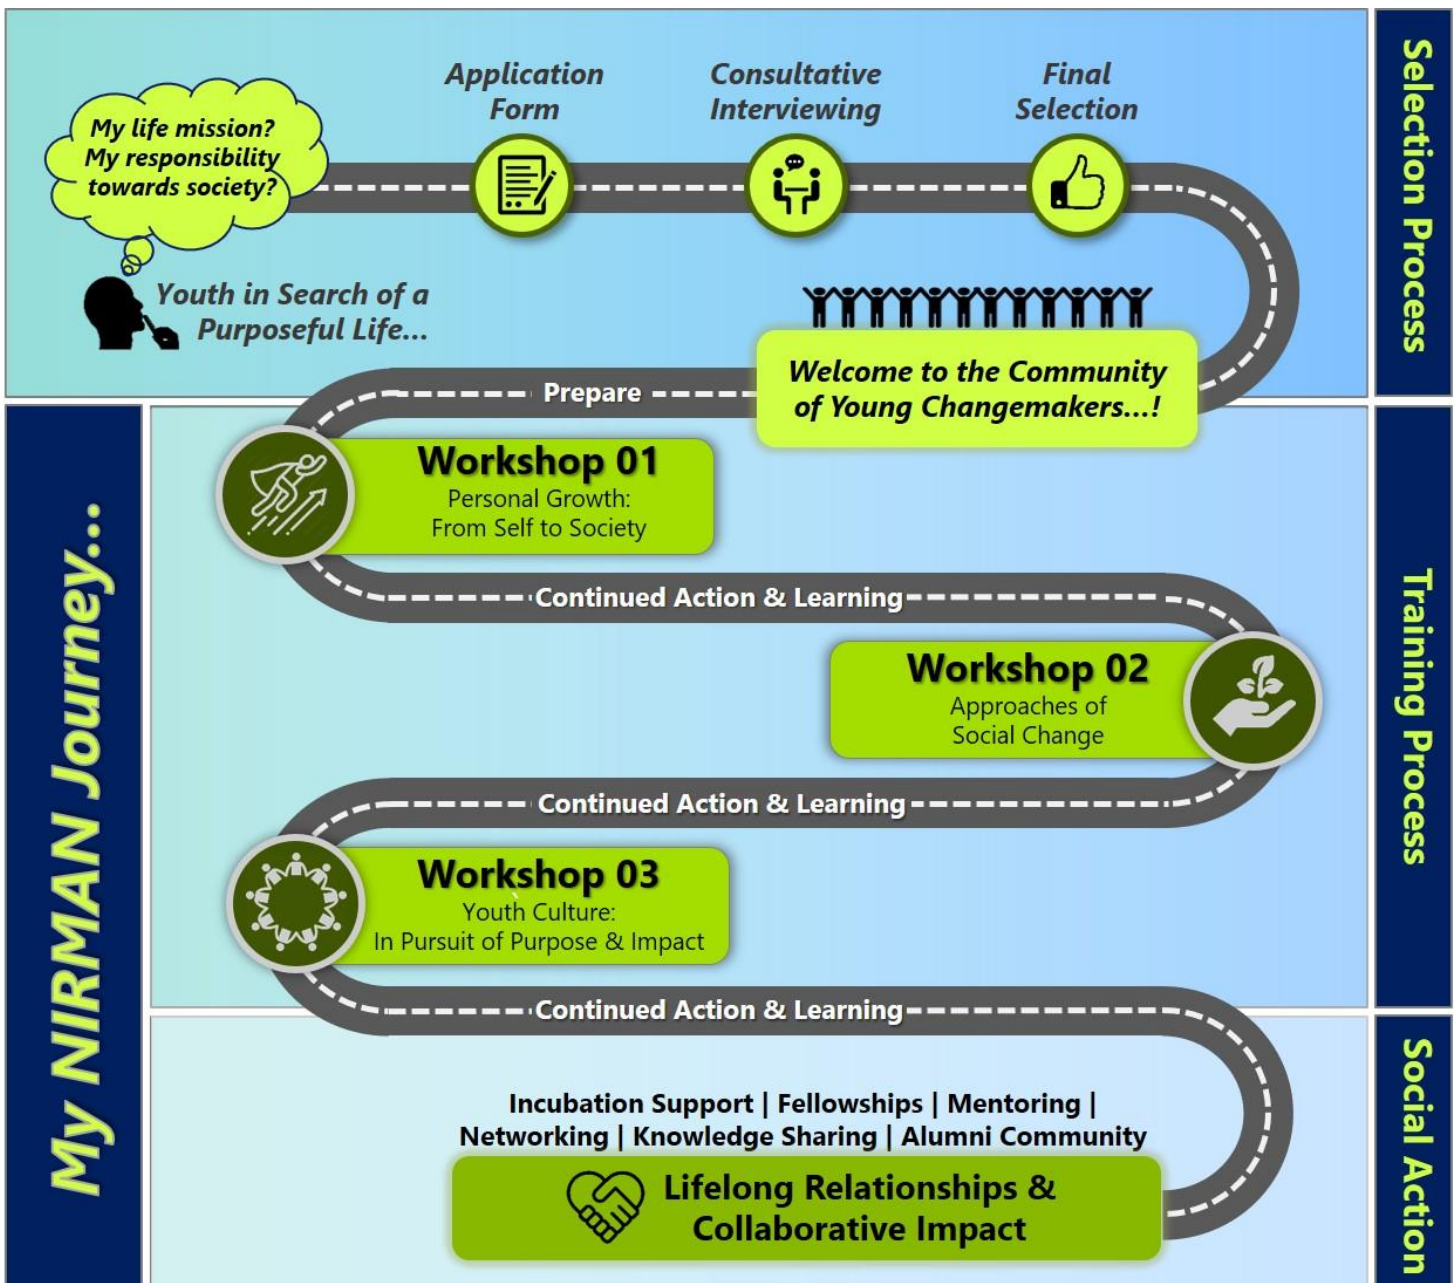 My life mission?
My responsibility
towards society?
Youth in Search of a
Purposeful Life...
Application
Form
Consultative
Interviewing
Final
Selection
Selection Process
Welcome to the Community
of Young Changemakers...!
Prepare
My NIRMAN Journey...
Training Process
Workshop 01
Personal Growth:
From Self to Society
Continued Action & Learning
Workshop 02
Approaches of
Social Change
Continued Action & Learning
Workshop 03
Youth Culture:
In Pursuit of Purpose & Impact
Continued Action & Learning
Social Action
Incubation Support | Fellowships | Mentoring |
Networking | Knowledge Sharing | Alumni Community
Lifelong Relationships &
Collaborative Impact